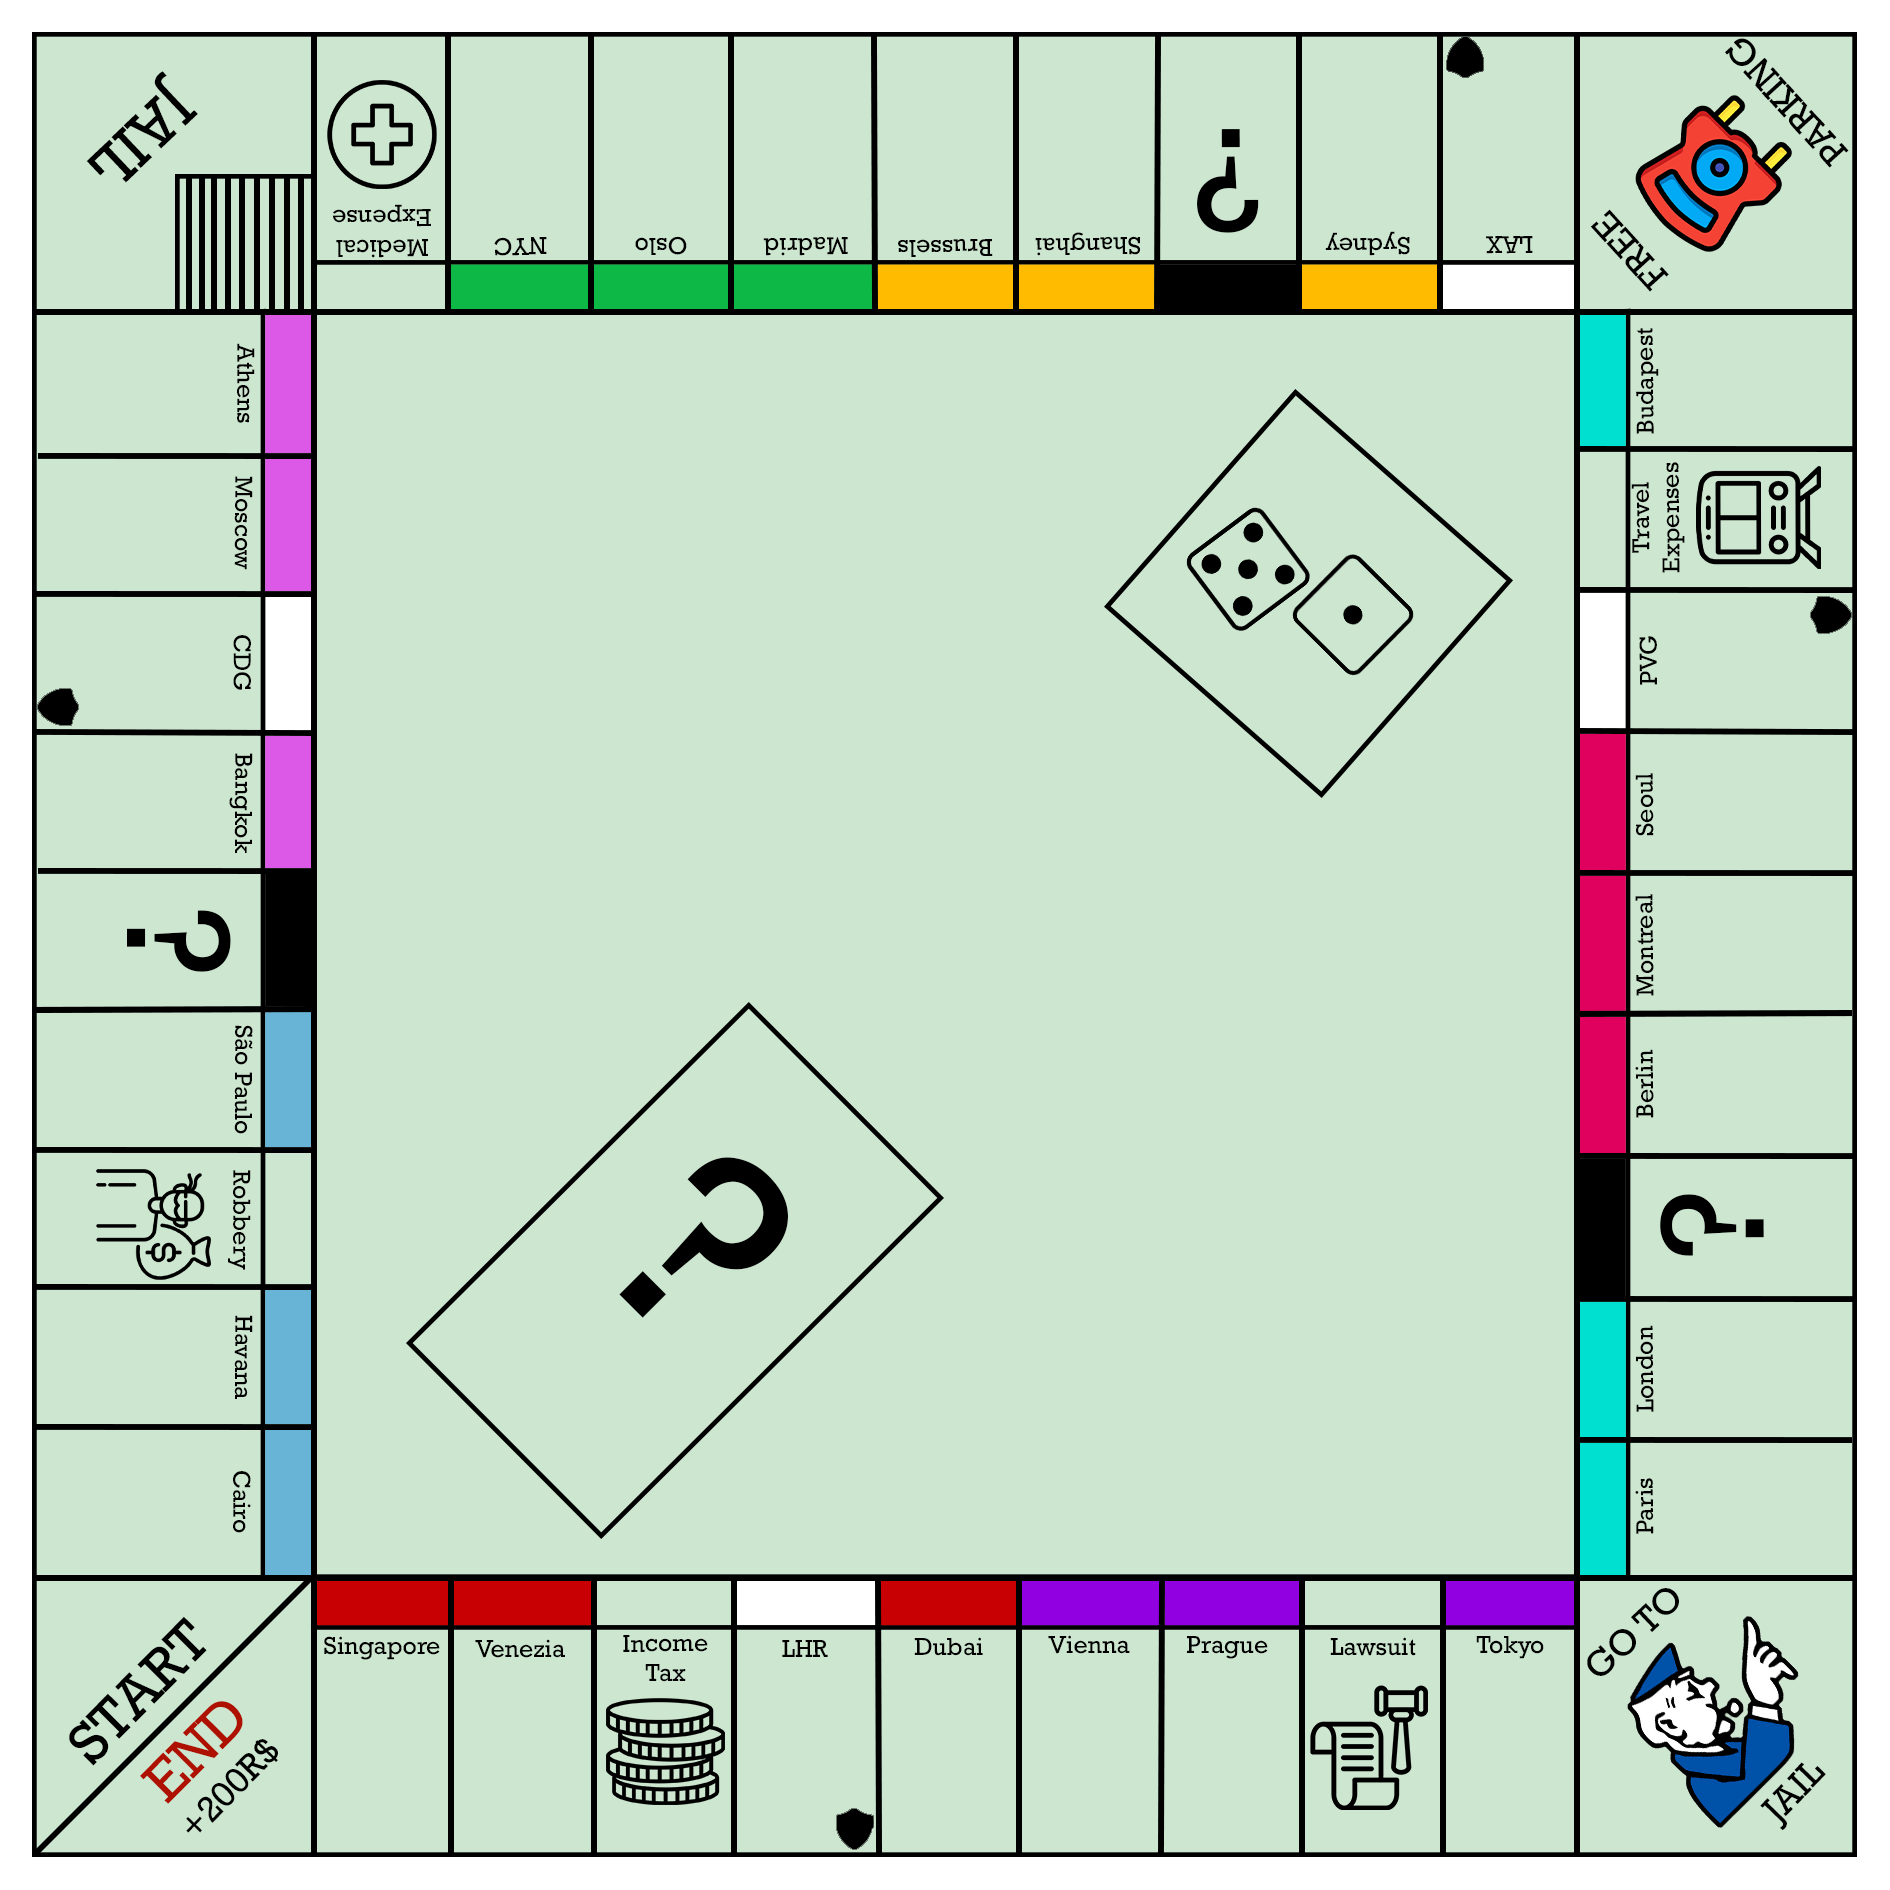 JAIL
Medical
Expense
NYC
Oslo
Madrid
Brussels
Shanghai
?
Sydney
LAX
FREE
PARKING
Budapest
Travel
Expenses
PVG
Seoul
Montreal
Berlin
?
London
Paris
GO TO
JAIL
Tokyo
Lawsuit
Prague
Vienna
Dubai
LHR
Income
Tax
Venezia
Singapore
START
END
+200R$
Cairo
Havana
Robbery
$
São Paulo
?
Bangkok
CDG
Moscow
Athens
?